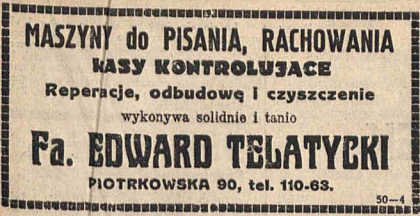 MASZYNY do PISANIA, RACHOWANIA
KASY KONTROLUJĄCE
Reperacje, odbudowę i czyszczenie
wykonywa solidnie i tanio
Fa. EDWARD TELATYCKI
PIOTRKOWSKA 90, tel. 110-63.
50—4